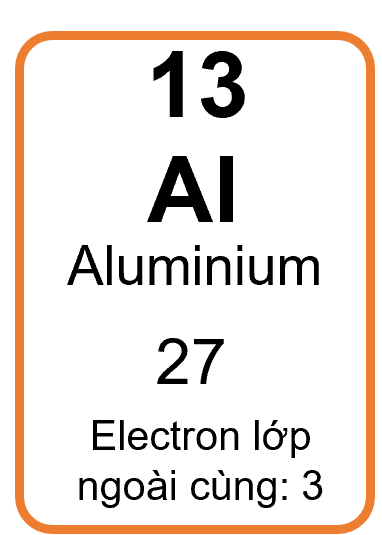 13
Al
Aluminium
27
Electron lớp
ngoài cùng: 3